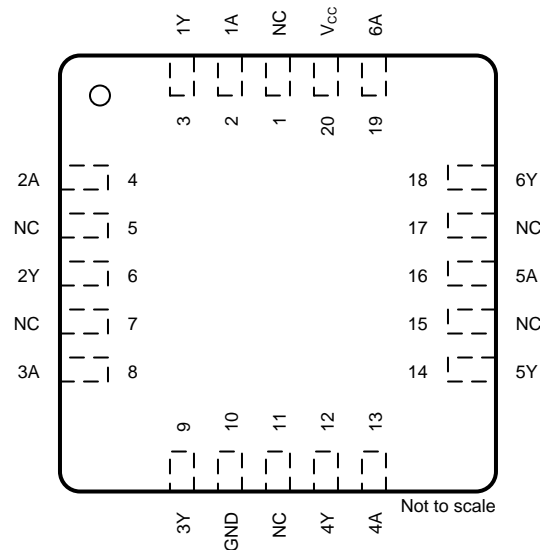 1Y 1A NC VCC 6A
3 2 1 20 19
2A 4 18 6Y
NC 5 17 NC
2Y 6 16 5A
NC 7 15 NC
3A 8 14 5Y
9 10 11 12 13
3Y GND NC 4Y 4A
Not to scale